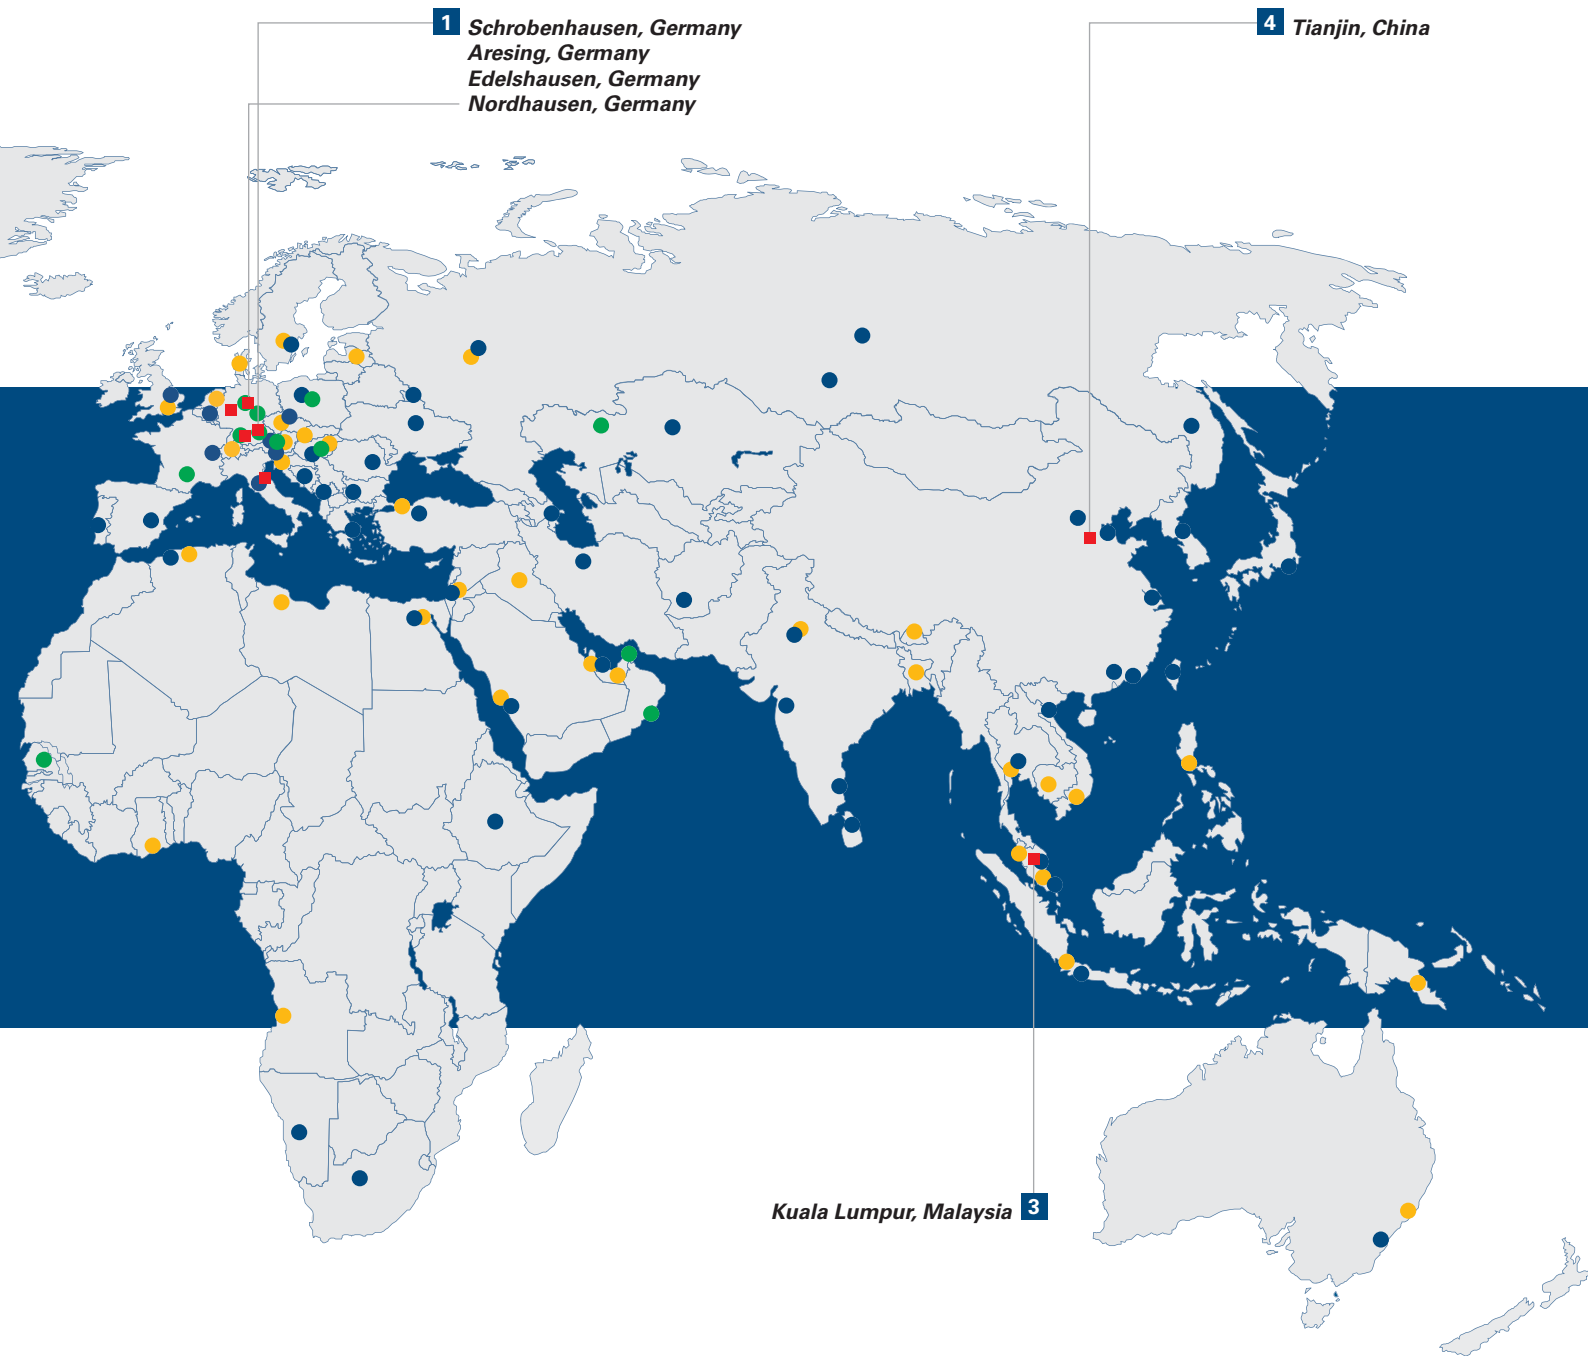 1 Schrobenhausen, Germany
Aresing, Germany
Edelshausen, Germany
Nordhausen, Germany
4 Tianjin, China
Kuala Lumpur, Malaysia 3